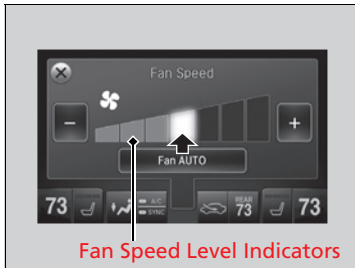 Fan Speed
−
+
Fan AUTO
73
A/C
SYNC
REAR
73
73
Fan Speed Level Indicators